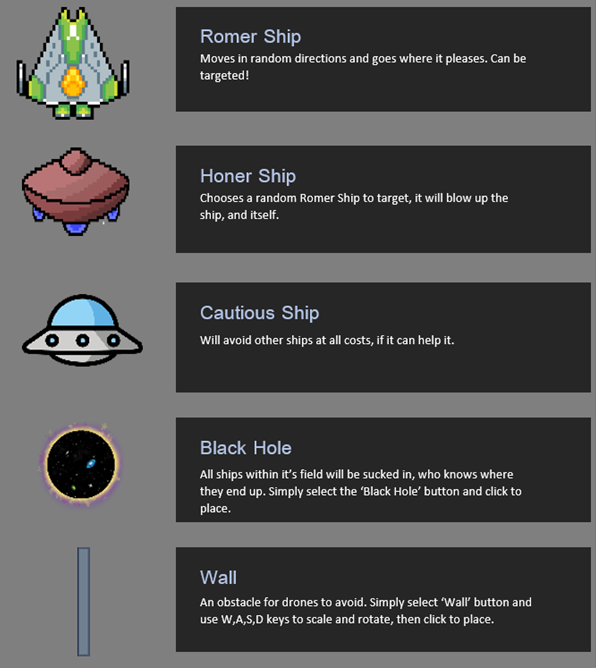 Romer Ship
Moves in random directions and goes where it pleases. Can be
targeted!
Honer Ship
Chooses a random Romer Ship to target, it will blow up the
ship, and itself.
Cautious Ship
Will avoid other ships at all costs, if it can help it.
Black Hole
All ships within it’s field will be sucked in, who knows where
they end up. Simply select the ‘Black Hole’ button and click to
place.
Wall
An obstacle for drones to avoid. Simply select ‘Wall’ button and
use W,A,S,D keys to scale and rotate, then click to place.